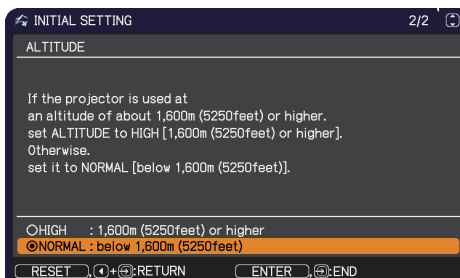 INITIAL SETTING 2/2
ALTITUDE
If the projector is used at
an altitude of about 1,600m (5250feet) or higher.
set ALTITUDE to HIGH [1,600m (5250feet) or higher].
Otherwise.
set it to NORMAL [below 1,600m (5250feet)].
HIGH : 1,600m (5250feet) or higher
NORMAL : below 1,600m (5250feet)
RESET , + :RETURN ENTER , :END